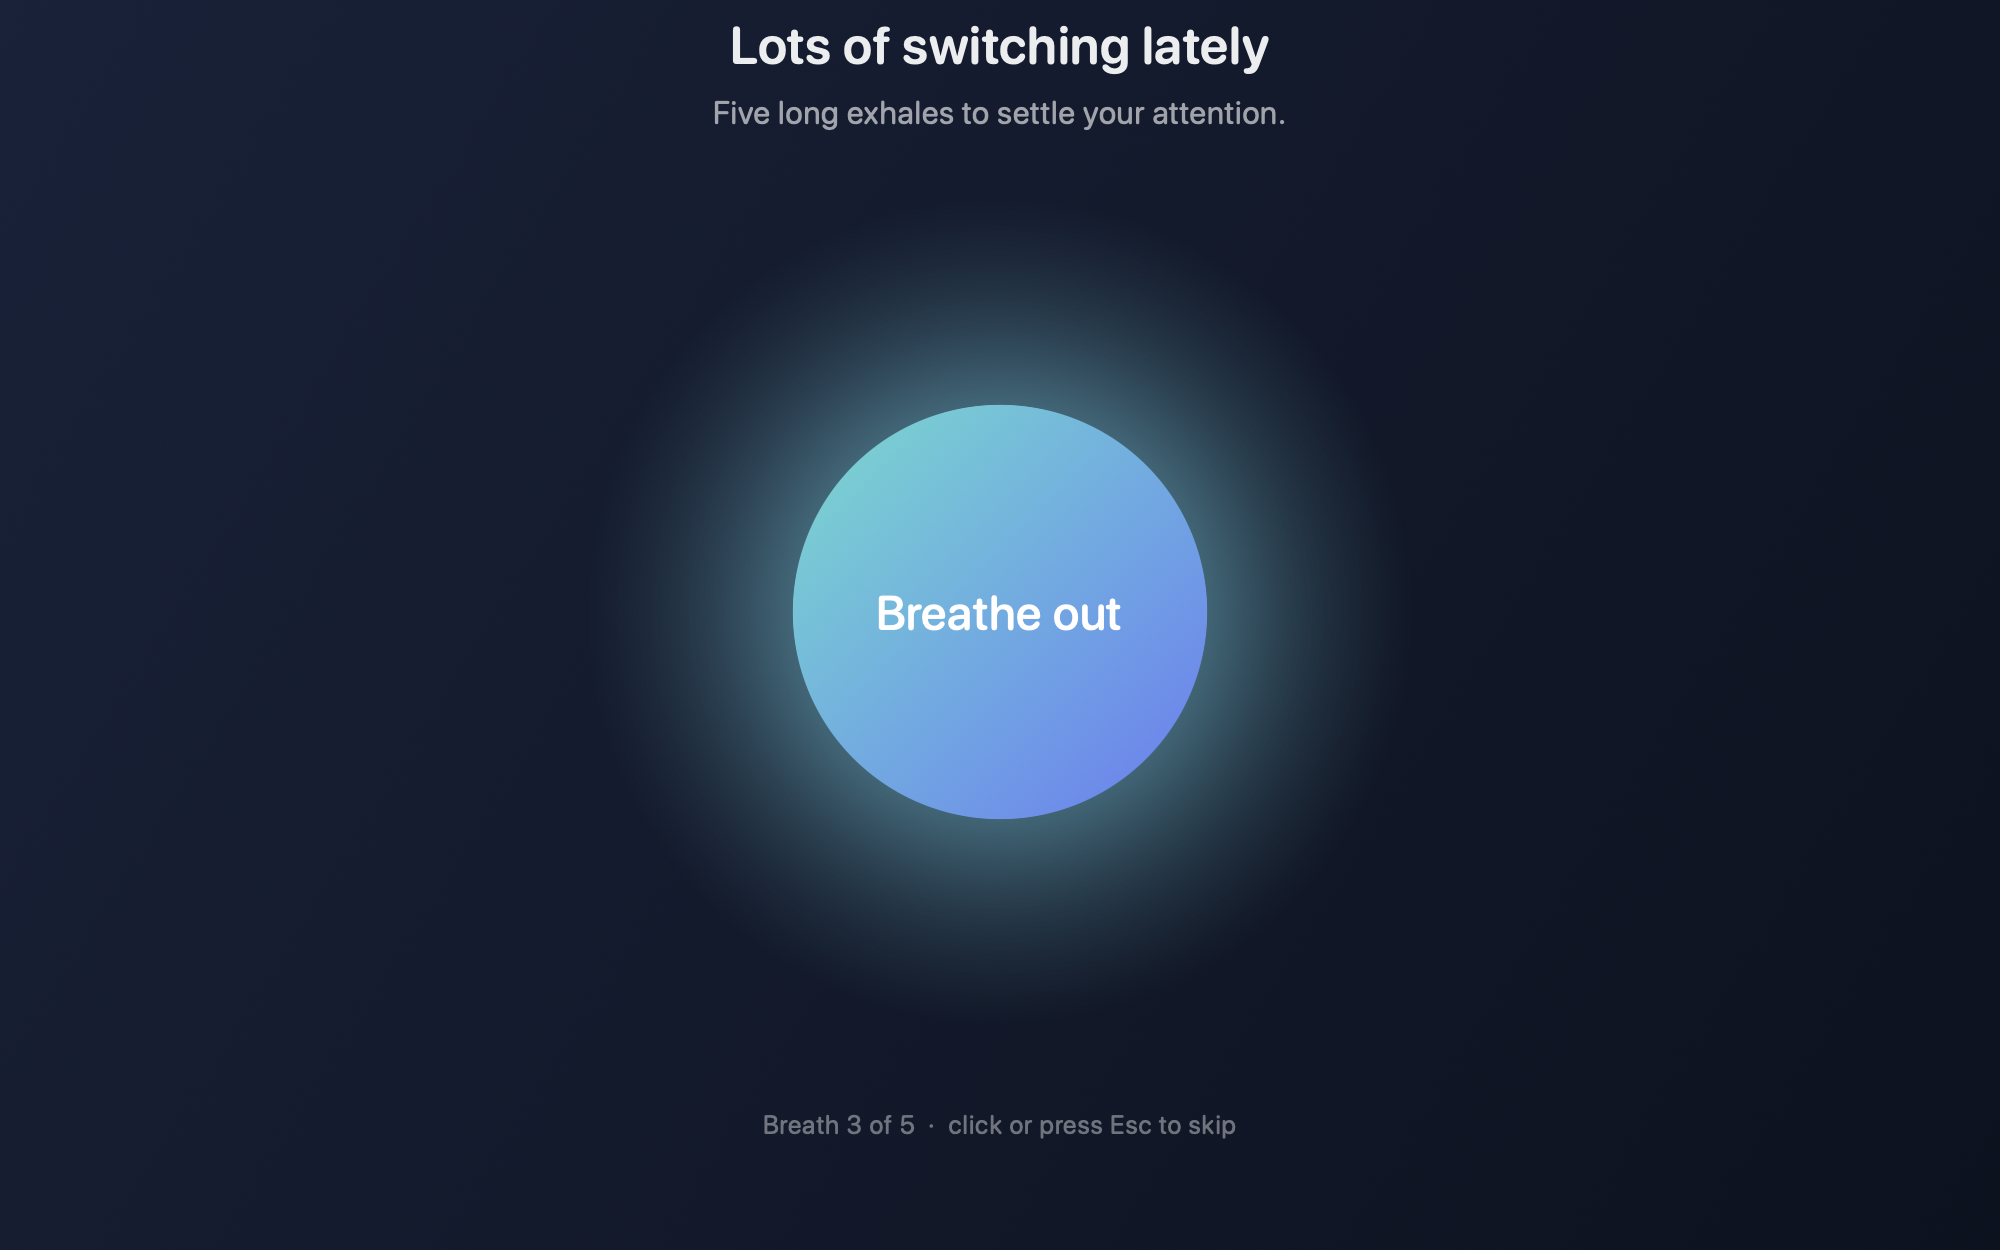 Lots of switching lately
Five long exhales to settle your attention.
Breathe out
Breath 3 of 5 · click or press Esc to skip